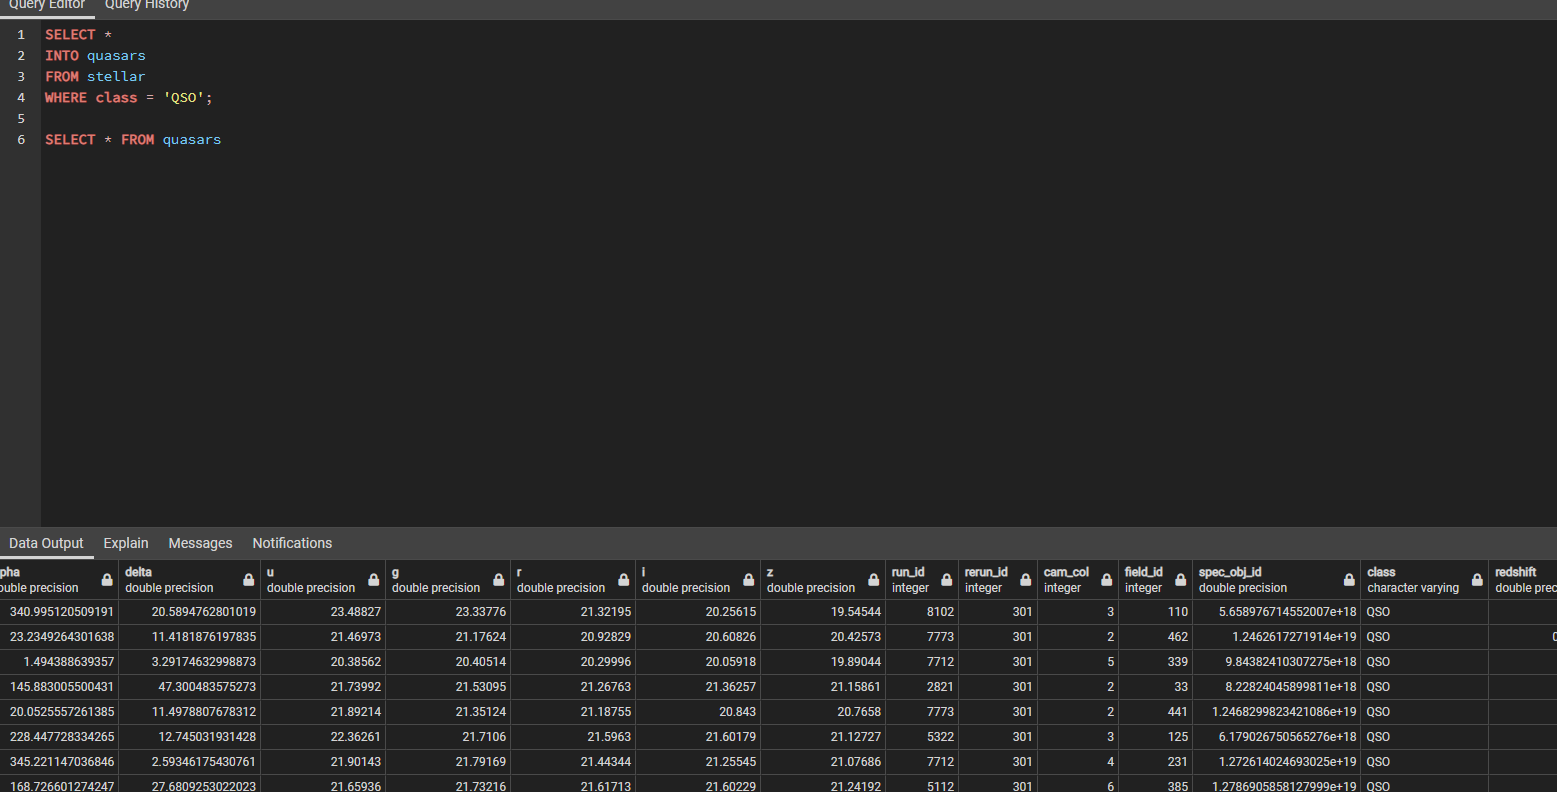 Query Editor Query History
1 SELECT *
2 INTO quasars
3 FROM stellar
4 WHERE class = 'QSO';
5
6 SELECT * FROM quasars
Data Output Explain Messages Notifications
pha delta u g r i z run_id rerun_id cam_col field_id spec_obj_id class redshift
ouble precision double precision double precision double precision double precision double precision double precision integer integer integer integer double precision character varying double prec
340.995120509191 20.5894762801019 23.48827 23.33776 21.32195 20.25615 19.54544 8102 301 3 110 5.658976714552007e+18 QSO
23.2349264301638 11.4181876197835 21.46973 21.17624 20.92829 20.60826 20.42573 7773 301 2 462 1.2462617271914e+19 QSO 0
1.494388639357 3.29174632998873 20.38562 20.40514 20.29996 20.05918 19.89044 7712 301 5 339 9.84382410307275e+18 QSO
145.883005500431 47.300483575273 21.73992 21.53095 21.26763 21.36257 21.15861 2821 301 2 33 8.22824045899811e+18 QSO
20.0525557261385 11.4978807678312 21.89214 21.35124 21.18755 20.843 20.7658 7773 301 2 441 1.2468299823421086e+19 QSO
228.447728334265 12.745031931428 22.36261 21.7106 21.5963 21.60179 21.12727 5322 301 3 125 6.179026750565276e+18 QSO
345.221147036846 2.59346175430761 21.90143 21.79169 21.44344 21.25545 21.07686 7712 301 4 231 1.272614024693025e+19 QSO
168.726601274247 27.6809253022023 21.65936 21.73216 21.61713 21.60229 21.24192 5112 301 6 385 1.2786905858127999e+19 QSO